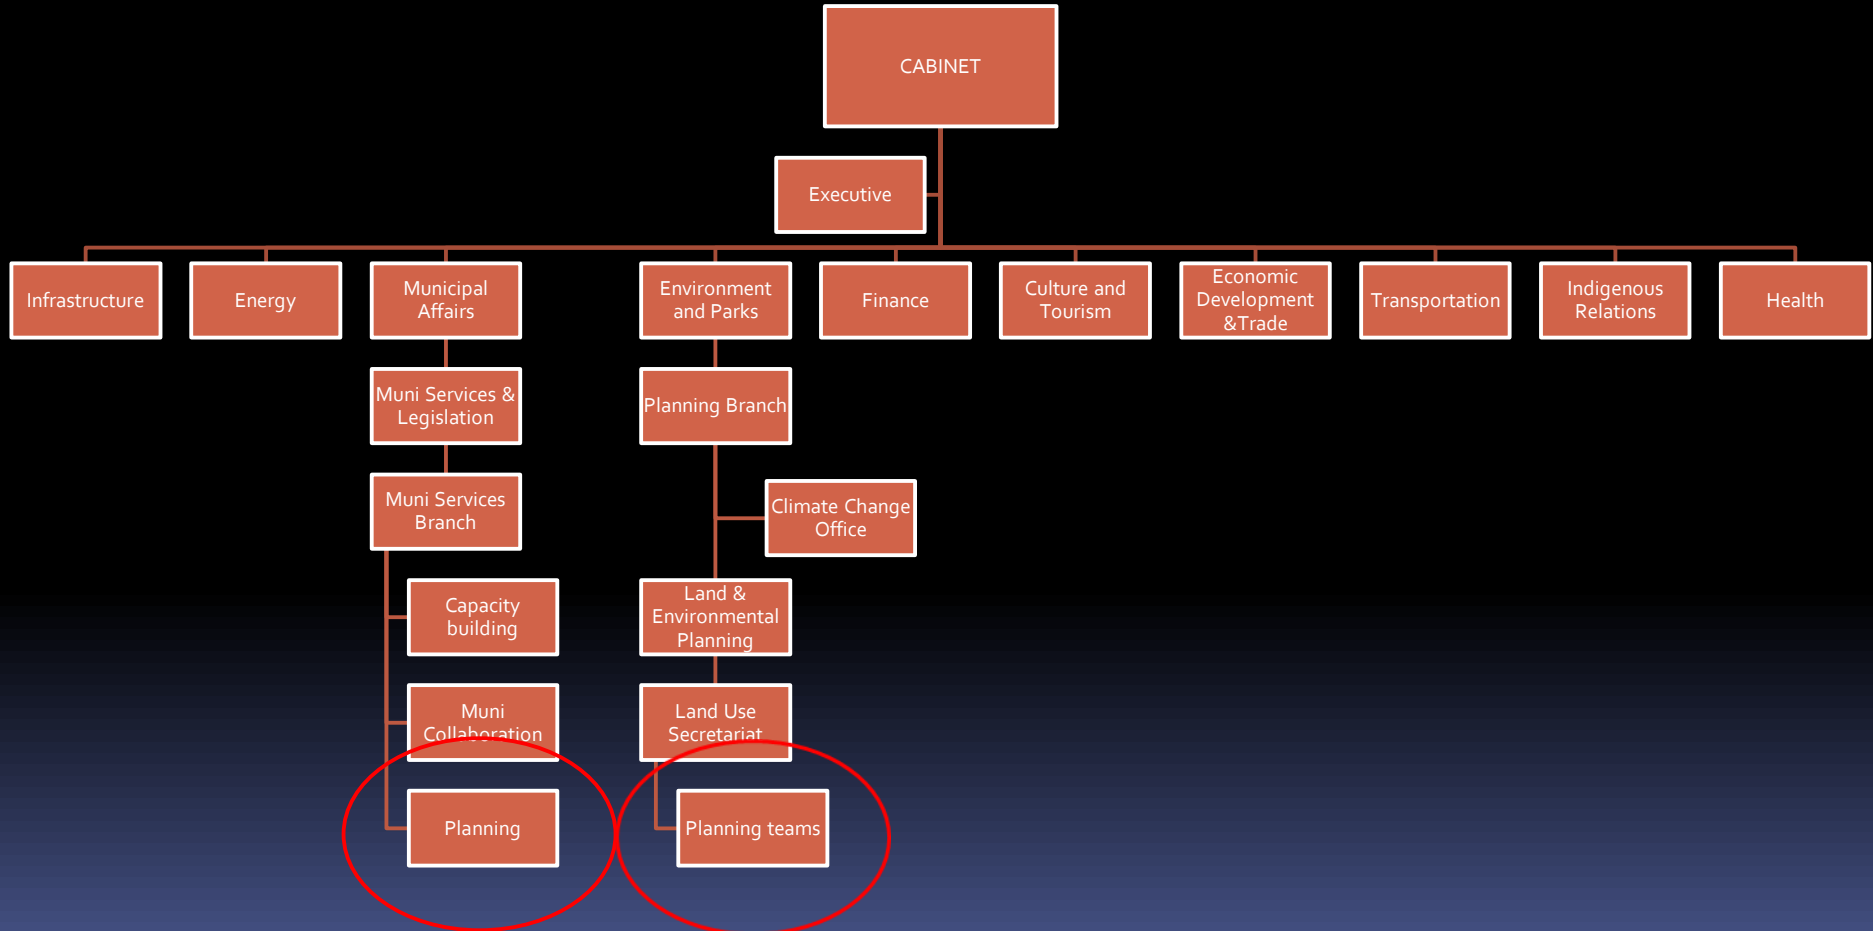 CABINET
Executive
Infrastructure
Energy
Municipal
Affairs
Environment
and Parks
Finance
Culture and
Tourism
Economic
Development
&Trade
Transportation
Indigenous
Relations
Health
Muni Services &
Legislation
Planning Branch
Muni Services
Branch
Climate Change
Office
Capacity
building
Land &
Environmental
Planning
Muni
Collaboration
Land Use
Secretariat
Planning
Planning teams